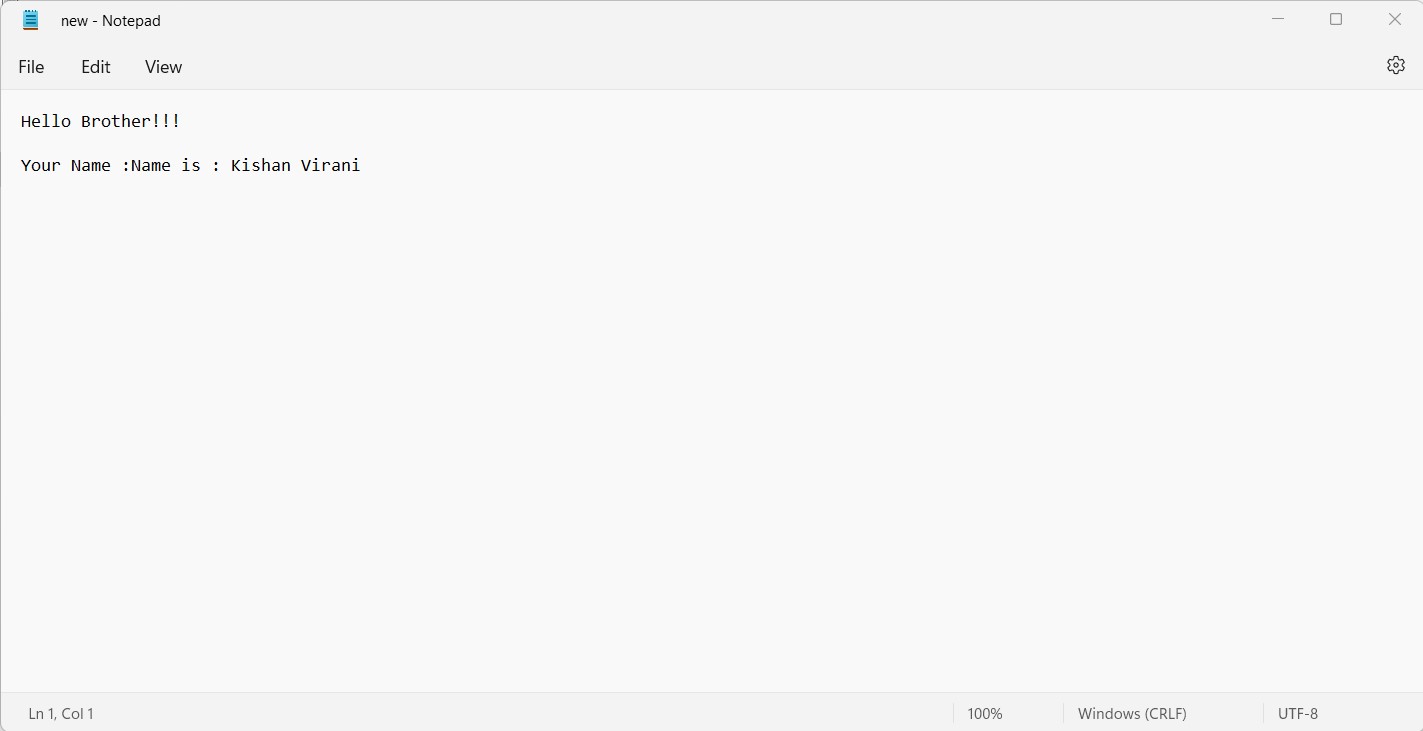 new - Notepad
File Edit View
Hello Brother!!!
Your Name :Name is : Kishan Virani
Ln 1, Col 1 100% Windows (CRLF) UTF-8